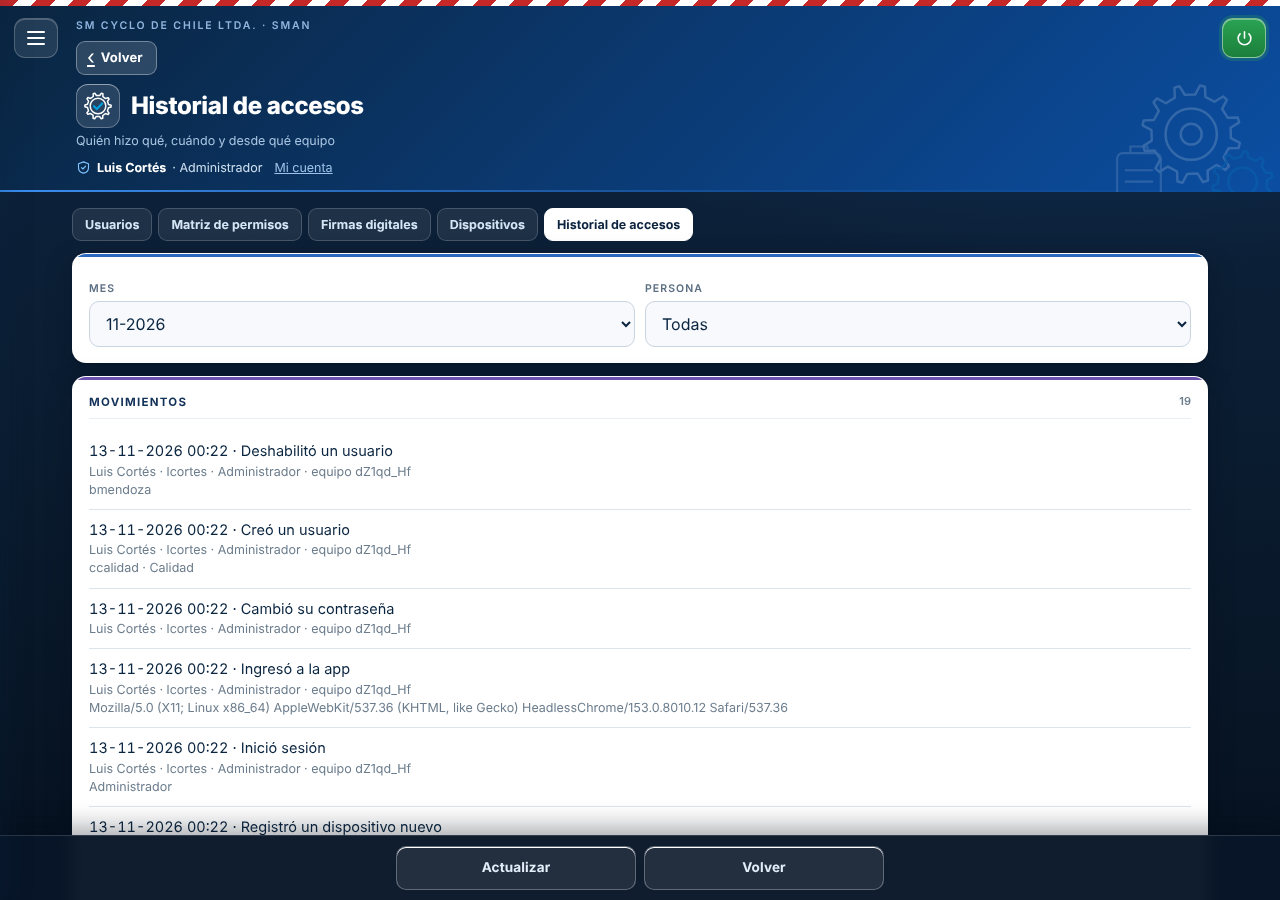 SM CYCLO DE CHILE LTDA. · SMAN
‹ Volver
Historial de accesos
Quién hizo qué, cuándo y desde qué equipo
Luis Cortés · Administrador Mi cuenta
Usuarios Matriz de permisos Firmas digitales Dispositivos Historial de accesos
MES PERSONA
11-2026 Todas
MOVIMIENTOS 19
13-11-2026 00:22 · Deshabilitó un usuario
Luis Cortés · lcortes · Administrador · equipo dZ1qd_Hf
bmendoza
13-11-2026 00:22 · Creó un usuario
Luis Cortés · lcortes · Administrador · equipo dZ1qd_Hf
ccalidad · Calidad
13-11-2026 00:22 · Cambió su contraseña
Luis Cortés · lcortes · Administrador · equipo dZ1qd_Hf
13-11-2026 00:22 · Ingresó a la app
Luis Cortés · lcortes · Administrador · equipo dZ1qd_Hf
Mozilla/5.0 (X11; Linux x86_64) AppleWebKit/537.36 (KHTML, like Gecko) HeadlessChrome/153.0.8010.12 Safari/537.36
13-11-2026 00:22 · Inició sesión
Luis Cortés · lcortes · Administrador · equipo dZ1qd_Hf
Administrador
13-11-2026 00:22 · Registró un dispositivo nuevo
Actualizar Volver